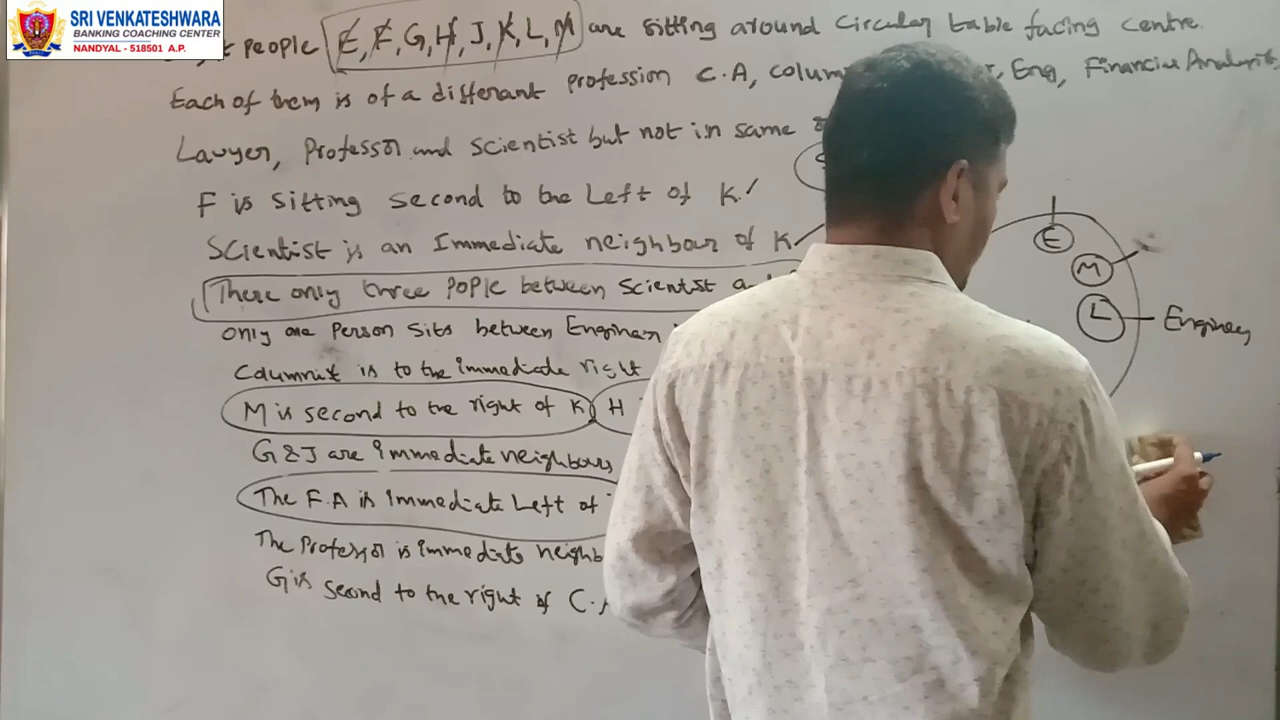 SRI VENKATESHWARA
BANKING COACHING CENTER
NANDYAL - 518501 A.P.
People E, F, G, H, J, K, L, M are sitting around circular table facing centre.
Each of them is of a differant profession C.A, colum Eng, Financial Analyst,
Lawyer, Professor and Scientist but not in same
F is sitting second to the Left of K.
Scientist is an Immediate neighbour of K
There only three people between Scientist a
only one Person sits between Engineer
Columnist is to the immediate right
M is second to the right of K, H
G & J are immediate neighbours
The F.A is Immediate Left of
The Professor is immediate neighb
G is second to the right of C.A
E
M
L
Engineer